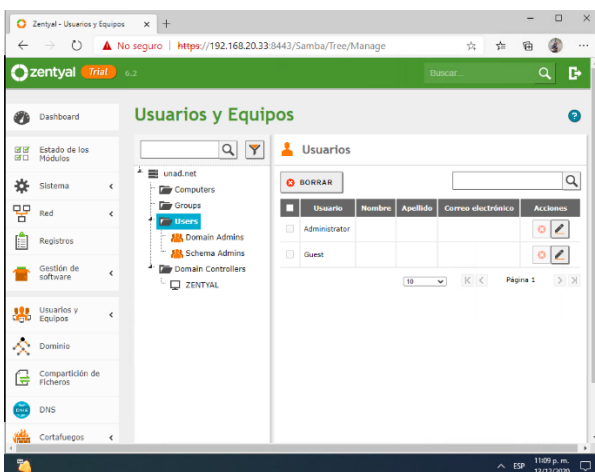 Zentyal - Usuarios y Equipos
No seguro | https://192.168.20.33:8443/Samba/Tree/Manage
zentyal Trial 6.2
Buscar...
Dashboard
Estado de los
Módulos
Sistema
Red
Registros
Gestión de
software
Usuarios y
Equipos
Dominio
Compartición de
Ficheros
DNS
Cortafuegos
Usuarios y Equipos
unad.net
Computers
Groups
Users
Domain Admins
Schema Admins
Domain Controllers
ZENTYAL
Usuarios
BORRAR
Usuario Nombre Apellido Correo electrónico Acciones
Administrator
Guest
10 Página 1
ESP 11:09 p. m.
13/12/2020